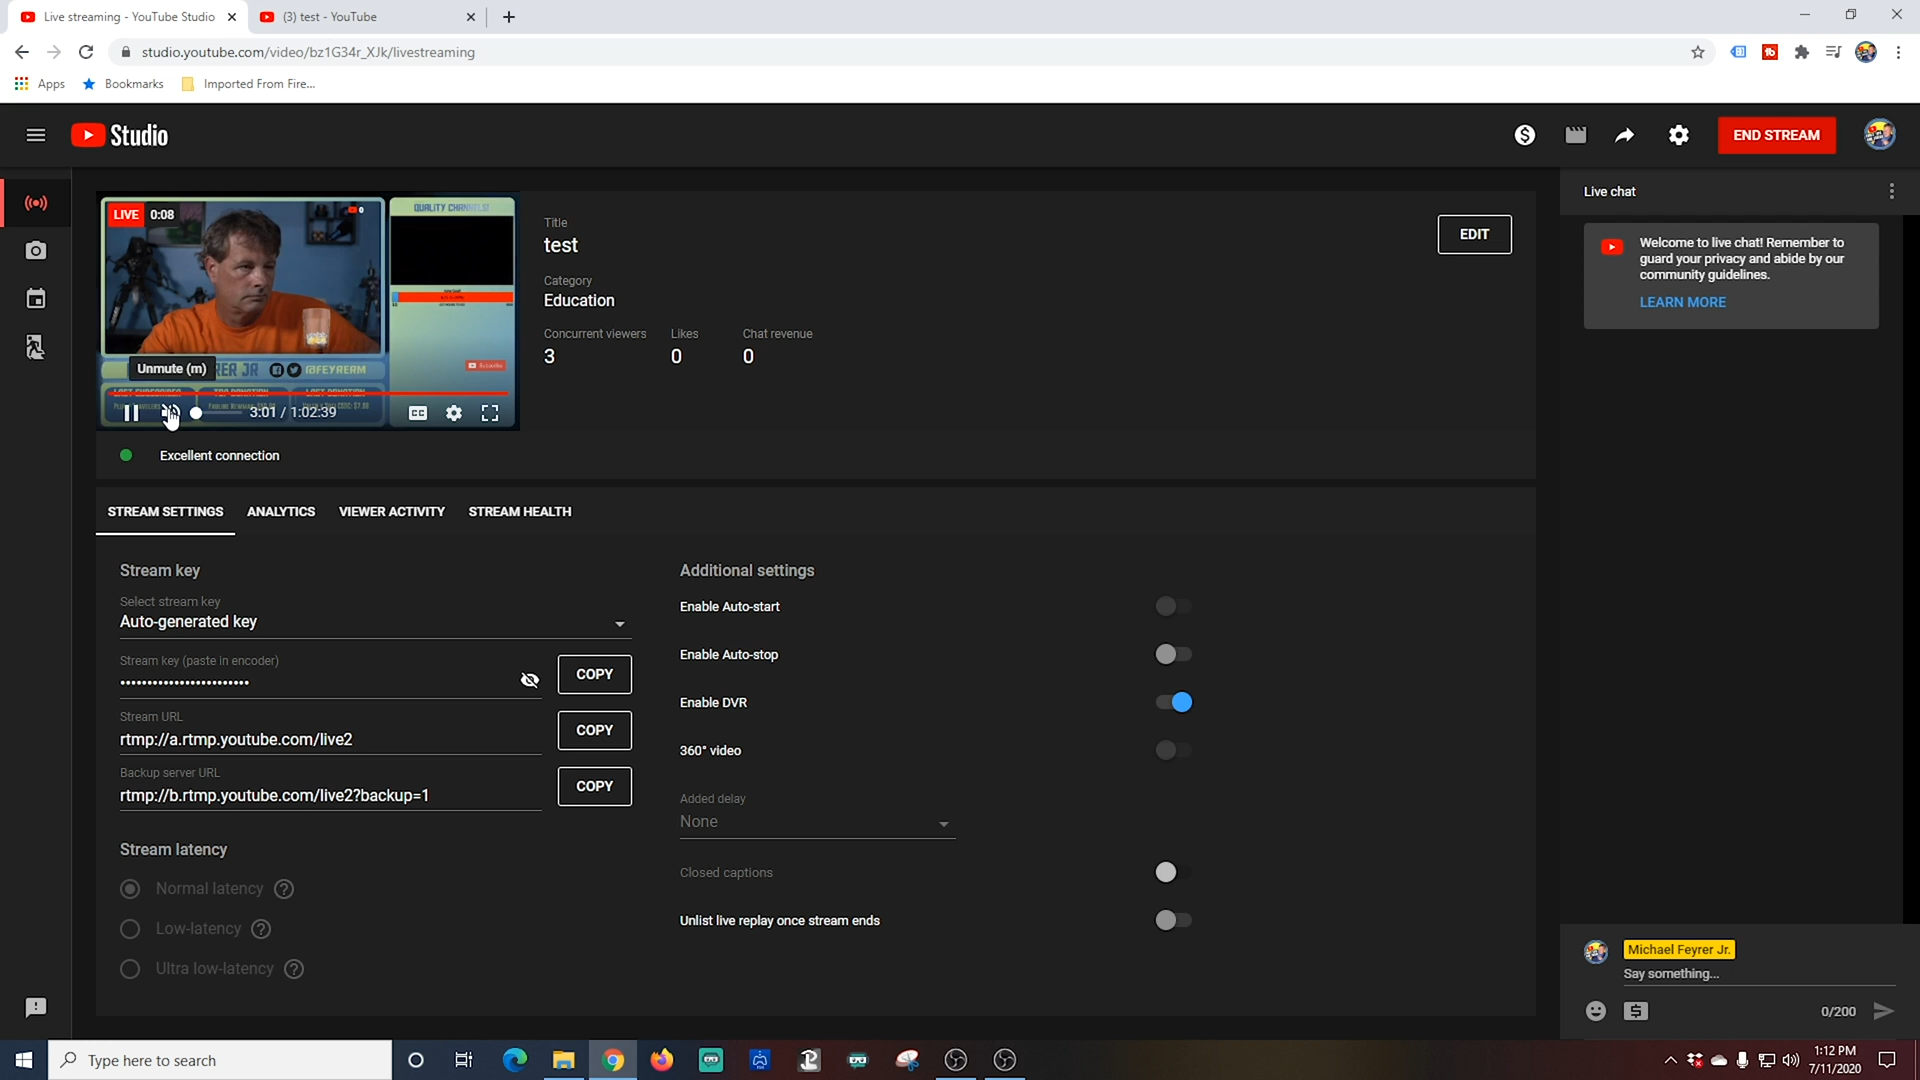 Live streaming - YouTube Studio
(3) test - YouTube
studio.youtube.com/video/bz1G34r_XJk/livestreaming
Apps
Bookmarks
Imported From Fire...
Studio
END STREAM
LIVE 0:08
QUALITY CHANNELS!
0
Subscribe
Unmute (m)
RER JR
@FEYRERM
3:01 / 1:02:39
CC
Title
test
EDIT
Category
Education
Concurrent viewers
Likes
Chat revenue
3
0
0
Excellent connection
Live chat
Welcome to live chat! Remember to
guard your privacy and abide by our
community guidelines.
LEARN MORE
STREAM SETTINGS
ANALYTICS
VIEWER ACTIVITY
STREAM HEALTH
Stream key
Select stream key
Auto-generated key
Stream key (paste in encoder)
••••••••••••••••••••••••
COPY
Stream URL
rtmp://a.rtmp.youtube.com/live2
COPY
Backup server URL
rtmp://b.rtmp.youtube.com/live2?backup=1
COPY
Stream latency
Normal latency
Low-latency
Ultra low-latency
Additional settings
Enable Auto-start
Enable Auto-stop
Enable DVR
360° video
Added delay
None
Closed captions
Unlist live replay once stream ends
Michael Feyrer Jr.
Say something...
0/200
Type here to search
1:12 PM
7/11/2020